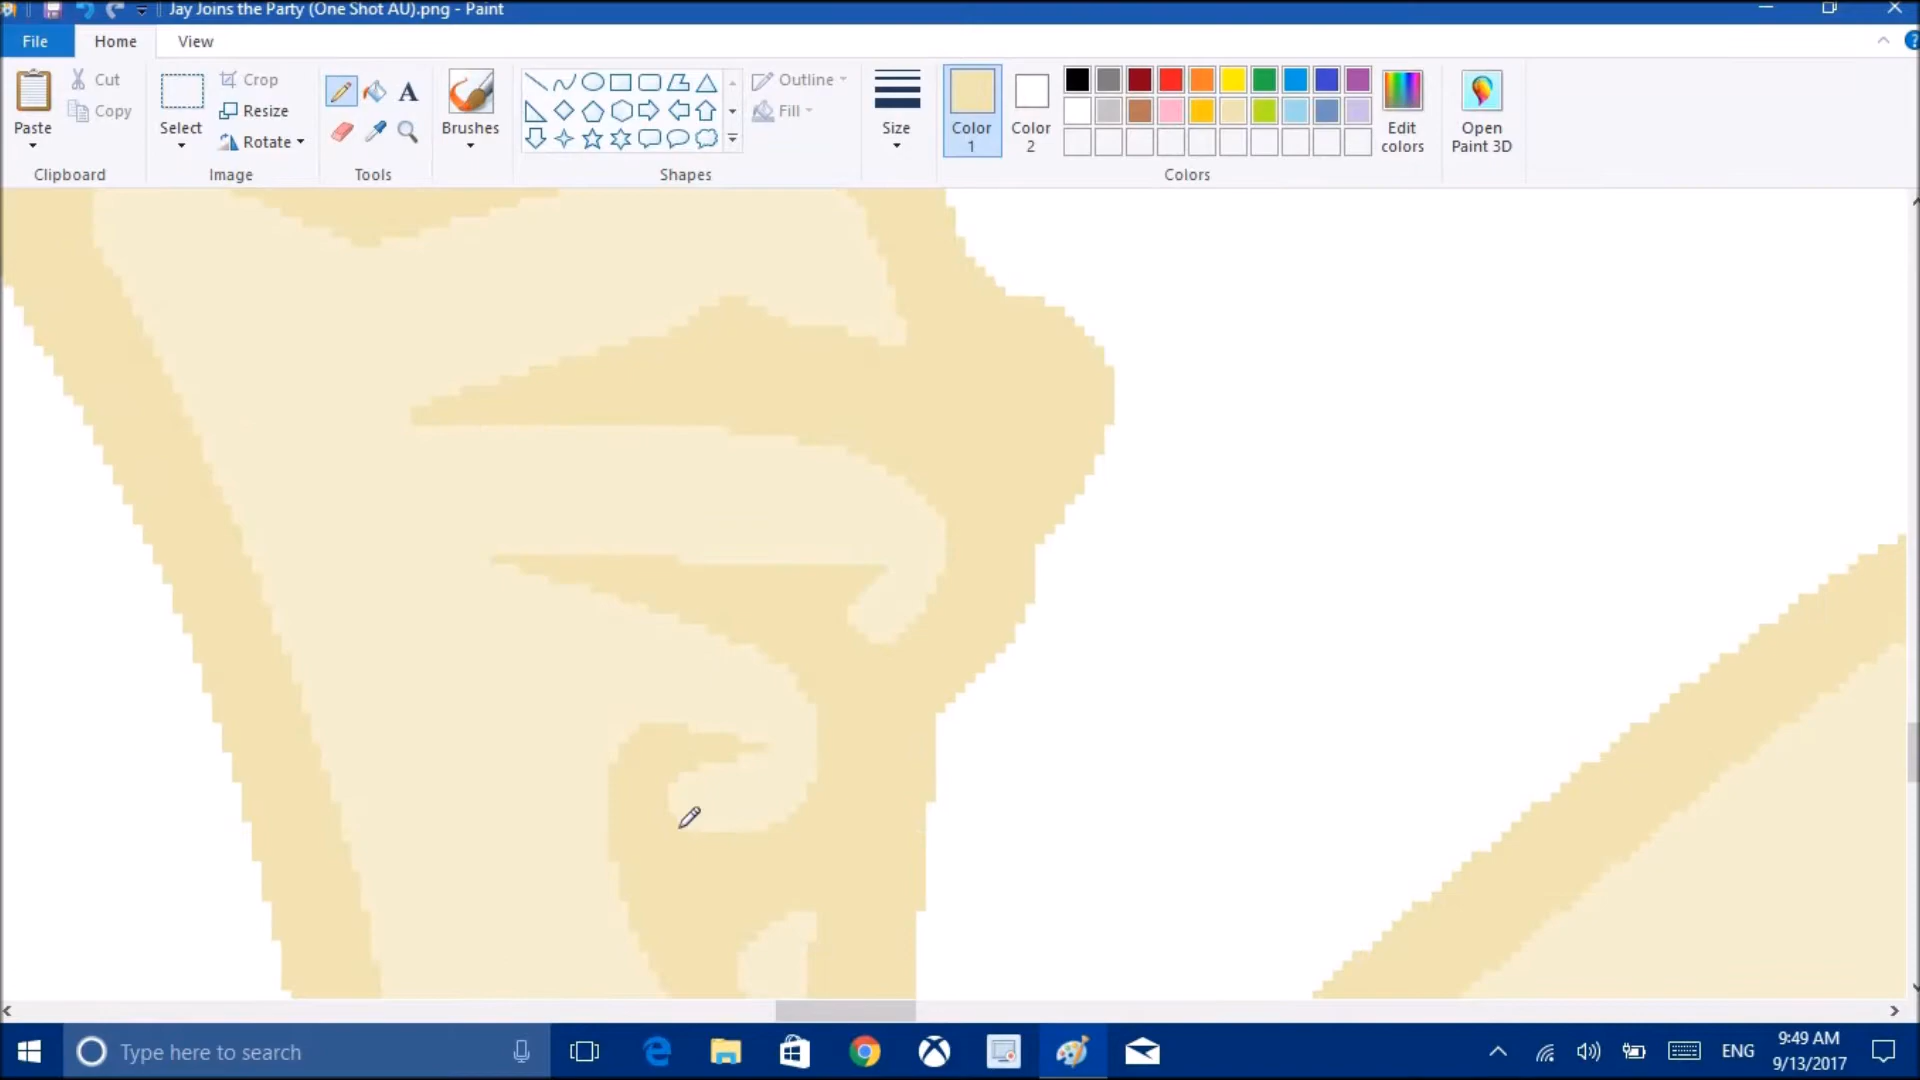 Jay Joins the Party (One Shot AU).png - Paint
File Home View
Paste
Cut
Copy
Clipboard
Select
Crop
Resize
Rotate
Image
A
Tools
Brushes
Shapes
Outline
Fill
Size
Color 1
Color 2
Edit colors
Open Paint 3D
Colors
Type here to search
ENG
9:49 AM
9/13/2017